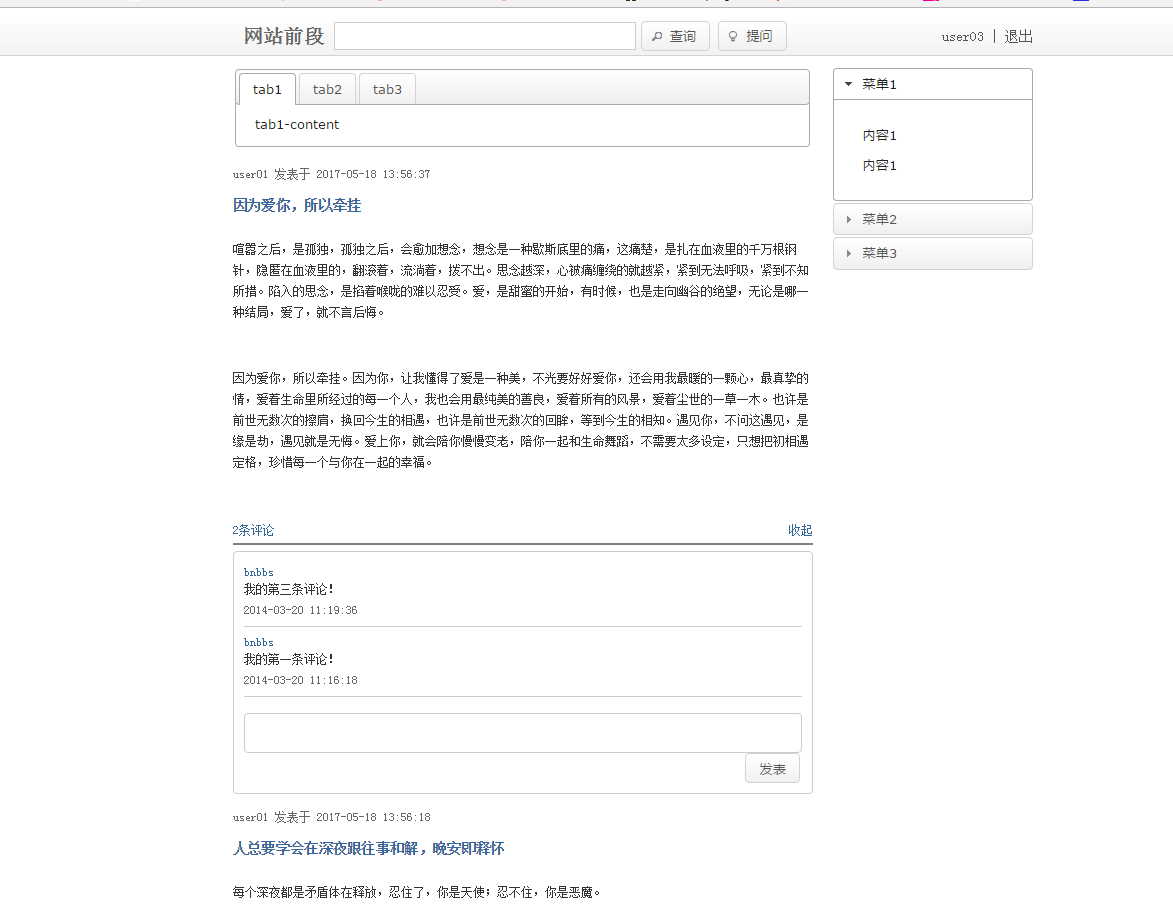 网站前段 查询 提问 user03 | 退出
tab1 tab2 tab3
tab1-content
菜单1
内容1
内容1
菜单2
菜单3
user01 发表于 2017-05-18 13:56:37
因为爱你，所以牵挂
喧嚣之后，是孤独，孤独之后，会愈加想念，想念是一种歇斯底里的痛，这痛楚，是扎在血液里的千万根钢
针，隐匿在血液里的，翻滚着，流淌着，拨不出。思念越深，心被痛缠绕的就越紧，紧到无法呼吸，紧到不知
所措。陷入的思念，是掐着喉咙的难以忍受。爱，是甜蜜的开始，有时候，也是走向幽谷的绝望，无论是哪一
种结局，爱了，就不言后悔。
因为爱你，所以牵挂。因为你，让我懂得了爱是一种美，不光要好好爱你，还会用我最暖的一颗心，最真挚的
情，爱着生命里所经过的每一个人，我也会用最纯美的善良，爱着所有的风景，爱着尘世的一草一木。也许是
前世无数次的擦肩，换回今生的相遇，也许是前世无数次的回眸，等到今生的相知。遇见你，不问这遇见，是
缘是劫，遇见就是无悔。爱上你，就会陪你慢慢变老，陪你一起和生命舞蹈，不需要太多设定，只想把初相遇
定格，珍惜每一个与你在一起的幸福。
2条评论 收起
bnbbs
我的第三条评论！
2014-03-20 11:19:36
bnbbs
我的第一条评论！
2014-03-20 11:16:18
发表
user01 发表于 2017-05-18 13:56:18
人总要学会在深夜跟往事和解，晚安即释怀
每个深夜都是矛盾体在释放，忍住了，你是天使；忍不住，你是恶魔。